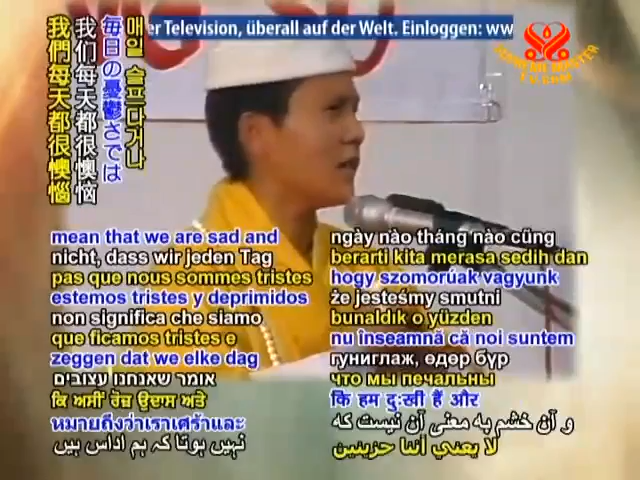 er Television, überall auf der Welt. Einloggen: ww
SUPREME MASTER
매일 슬프다거나
毎日の憂鬱さでは
我们每天都很懊恼
我們每天都很懊惱
mean that we are sad and
nicht, dass wir jeden Tag
pas que nous sommes tristes
estemos tristes y deprimidos
non significa che siamo
que ficamos tristes e
zeggen dat we elke dag
אומר שאנחנו עצובים
ਕਿ ਅਸੀਂ ਰੋਜ਼ ਉਦਾਸ ਅਤੇ
หมายถึงว่าเราเศร้าและ
نہیں ہوتا کہ ہم اداس ہیں
ngày nào tháng nào cũng
berarti kita merasa sedih dan
hogy szomorúak vagyunk
że jesteśmy smutni
bunaldık o yüzden
nu înseamnă că noi suntem
гуниглаж, өдөр бүр
что мы печальны
कि हम दुःखी हैं और
و آن خشم به معنی آن نیست که
لا يعني أننا حزينين